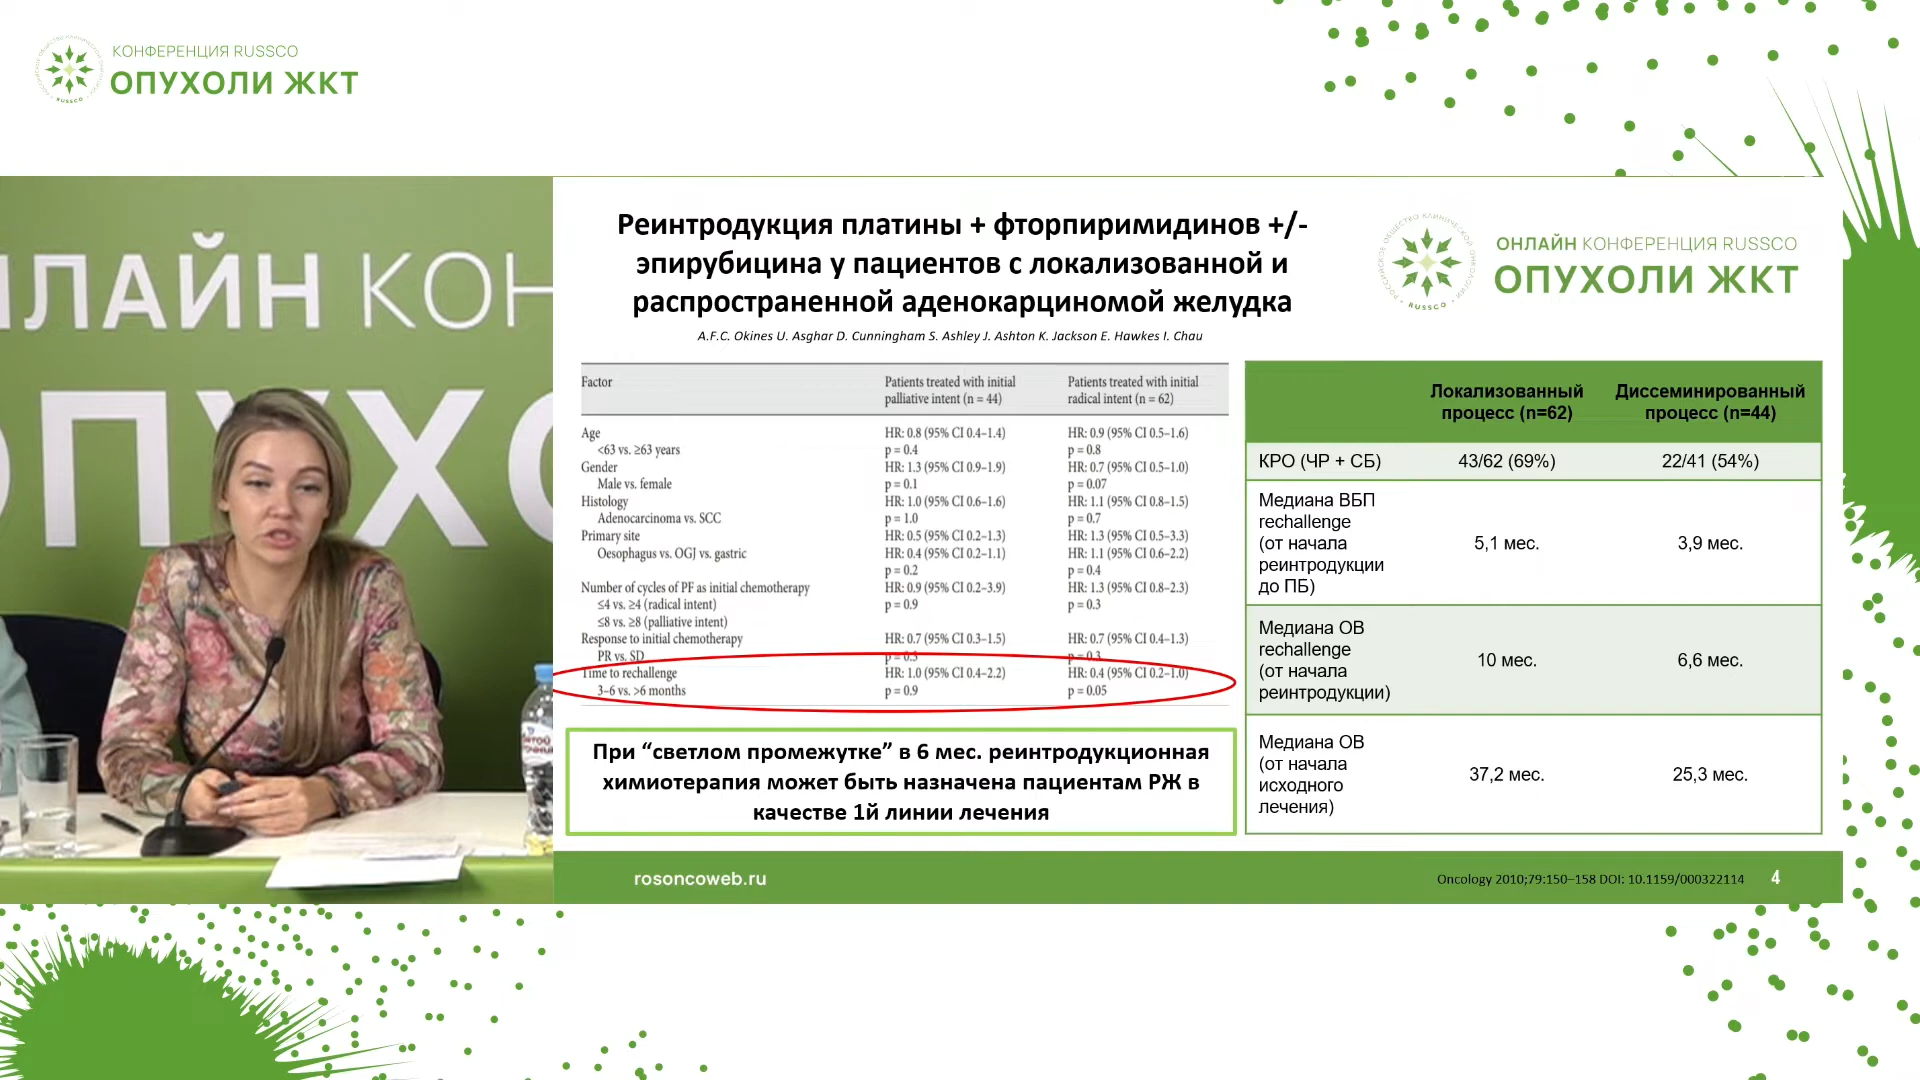 КОНФЕРЕНЦИЯ RUSSCO
ОПУХОЛИ ЖКТ
RUSSCO
НЛАЙН КОН
ОПУХО
Реинтродукция платины + фторпиримидинов +/-
эпирубицина у пациентов с локализованной и
распространенной аденокарциномой желудка
A.F.C. Okines U. Asghar D. Cunningham S. Ashley J. Ashton K. Jackson E. Hawkes I. Chau
РОССИЙСКОЕ ОБЩЕСТВО КЛИНИЧЕСКОЙ ОНКОЛОГИИ
RUSSCO
ОНЛАЙН КОНФЕРЕНЦИЯ RUSSCO
ОПУХОЛИ ЖКТ
Factor Patients treated with initial palliative intent (n = 44) Patients treated with initial radical intent (n = 62)
Age HR: 0.8 (95% CI 0.4–1.4) HR: 0.9 (95% CI 0.5–1.6)
<63 vs. ≥63 years p = 0.4 p = 0.8
Gender HR: 1.3 (95% CI 0.9–1.9) HR: 0.7 (95% CI 0.5–1.0)
Male vs. female p = 0.1 p = 0.07
Histology HR: 1.0 (95% CI 0.6–1.6) HR: 1.1 (95% CI 0.8–1.5)
Adenocarcinoma vs. SCC p = 1.0 p = 0.7
Primary site HR: 0.5 (95% CI 0.2–1.3) HR: 1.3 (95% CI 0.5–3.3)
Oesophagus vs. OGJ vs. gastric HR: 0.4 (95% CI 0.2–1.1) HR: 1.1 (95% CI 0.6–2.2)
p = 0.2 p = 0.4
Number of cycles of PF as initial chemotherapy HR: 0.9 (95% CI 0.2–3.9) HR: 1.3 (95% CI 0.8–2.3)
≤4 vs. ≥4 (radical intent) p = 0.9 p = 0.3
≤8 vs. ≥8 (palliative intent)
Response to initial chemotherapy HR: 0.7 (95% CI 0.3–1.5) HR: 0.7 (95% CI 0.4–1.3)
PR vs. SD p = 0.3 p = 0.3
Time to rechallenge HR: 1.0 (95% CI 0.4–2.2) HR: 0.4 (95% CI 0.2–1.0)
3–6 vs. >6 months p = 0.9 p = 0.05
При “светлом промежутке” в 6 мес. реинтродукционная
химиотерапия может быть назначена пациентам РЖ в
качестве 1й линии лечения
Локализованный процесс (n=62) Диссеминированный процесс (n=44)
КРО (ЧР + СБ) 43/62 (69%) 22/41 (54%)
Медиана ВБП
rechallenge
(от начала 5,1 мес. 3,9 мес.
реинтродукции
до ПБ)
Медиана ОВ
rechallenge
(от начала 10 мес. 6,6 мес.
реинтродукции)
Медиана ОВ
(от начала
исходного 37,2 мес. 25,3 мес.
лечения)
rosoncoweb.ru
Oncology 2010;79:150–158 DOI: 10.1159/000322114 4